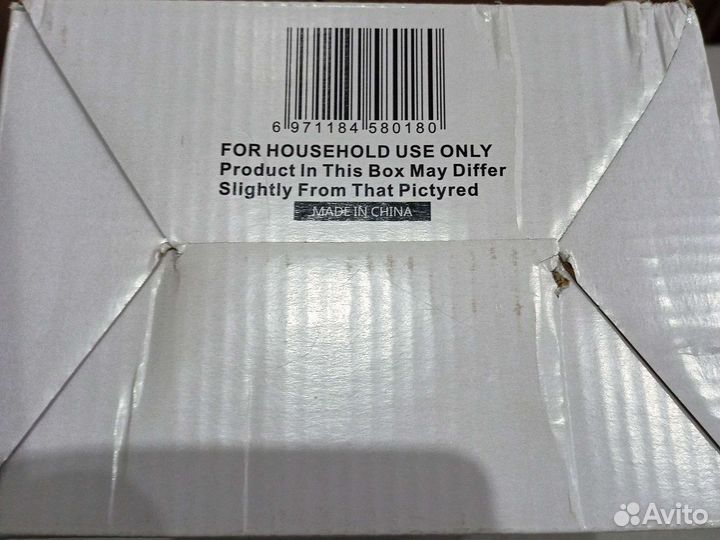 6 971184 580180
FOR HOUSEHOLD USE ONLY
Product In This Box May Differ
Slightly From That Pictyred
MADE IN CHINA
Avito